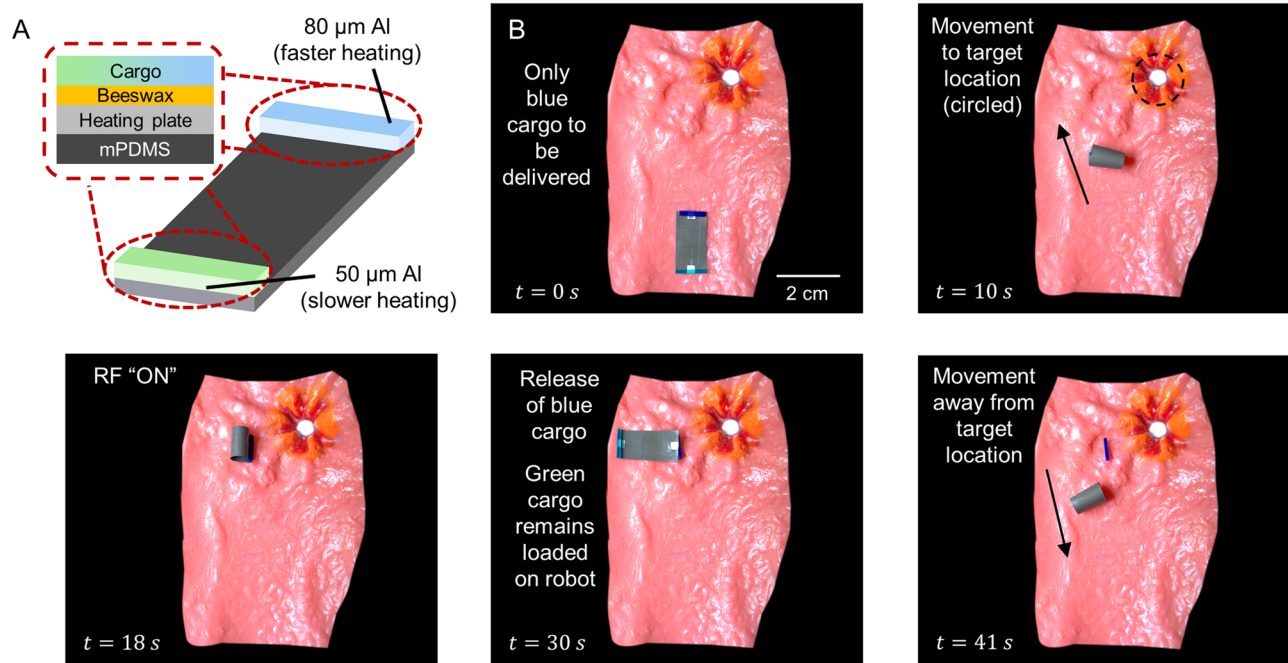 A
80 µm Al
(faster heating)
Cargo
Beeswax
Heating plate
mPDMS
50 µm Al
(slower heating)
B
Only
blue
cargo to
be
delivered
t = 0 s
2 cm
Movement
to target
location
(circled)
t = 10 s
RF “ON”
t = 18 s
Release
of blue
cargo
Green
cargo
remains
loaded
on robot
t = 30 s
Movement
away from
target
location
t = 41 s